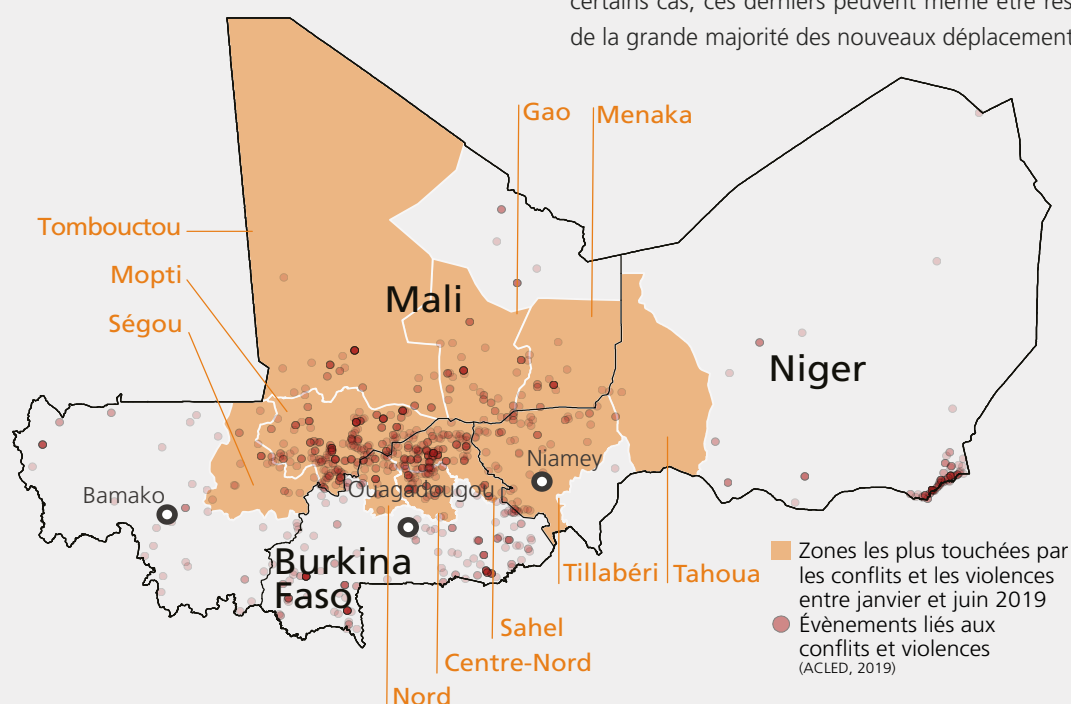 certains cas, ces derniers peuvent même être
de la grande majorité des nouveaux
Gao
Menaka
Tombouctou
Mopti
Ségou
Mali
Niger
Niamey
Bamako
Ouagadougou
Burkina
Faso
Tillabéri
Tahoua
Sahel
Centre-Nord
Nord
Zones les plus touchées par
les conflits et les violences
entre janvier et juin 2019
Évènements liés aux
conflits et violences
(ACLED, 2019)